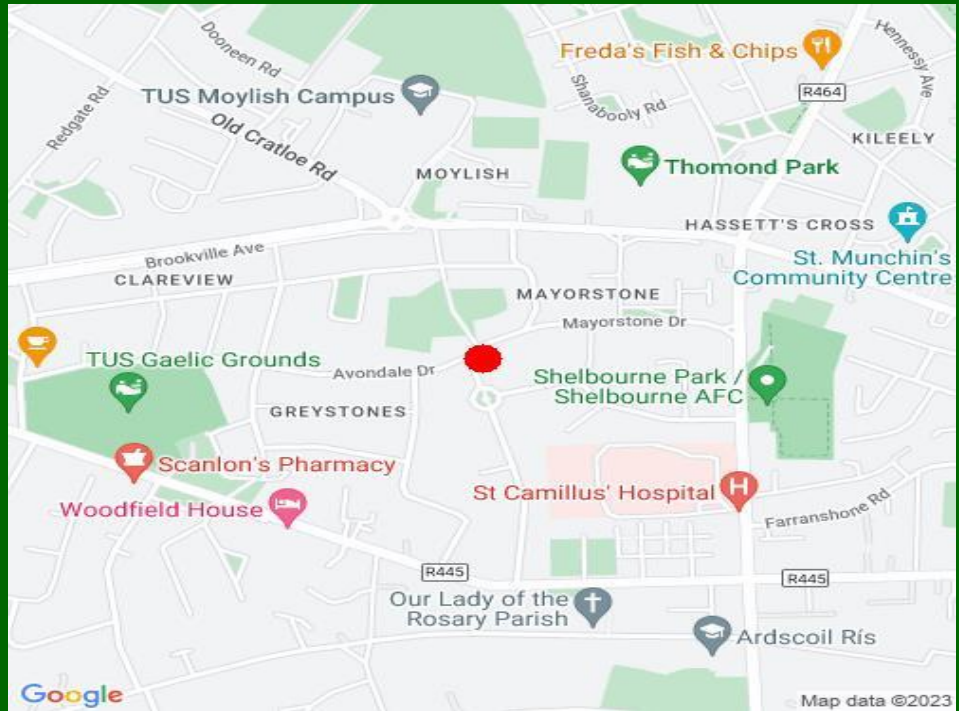 Dooneen Rd
Hennessy Ave
Freda's Fish & Chips
TUS Moylish Campus
Redgate Rd
Shanabooly Rd
R464
Old Cratloe Rd
KILEELY
MOYLISH
Thomond Park
HASSETT'S CROSS
St. Munchin's
Community Centre
Brookville Ave
CLAREVIEW
MAYORSTONE
Mayorstone Dr
TUS Gaelic Grounds
Avondale Dr
Shelbourne Park /
Shelbourne AFC
GREYSTONES
Scanlon's Pharmacy
St Camillus' Hospital
H
Woodfield House
Farranshone Rd
R445
R445
Our Lady of the
Rosary Parish
Ardscoil Rís
Google
Map data ©2023